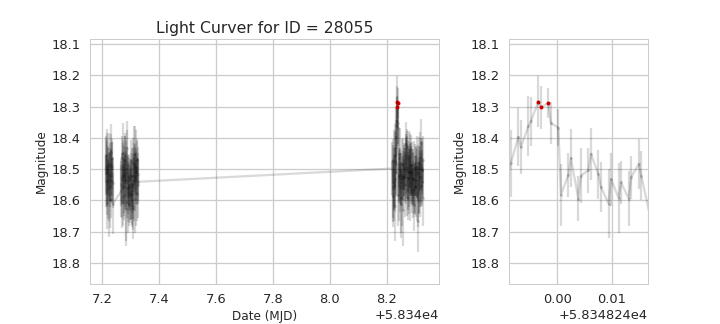 Light Curver for ID = 28055
18.1
18.2
18.3
18.4
18.5
18.6
18.7
18.8
Magnitude
7.2 7.4 7.6 7.8 8.0 8.2
Date (MJD) +5.834e4
18.1
18.2
18.3
18.4
18.5
18.6
18.7
18.8
Magnitude
0.00 0.01
+5.834824e4